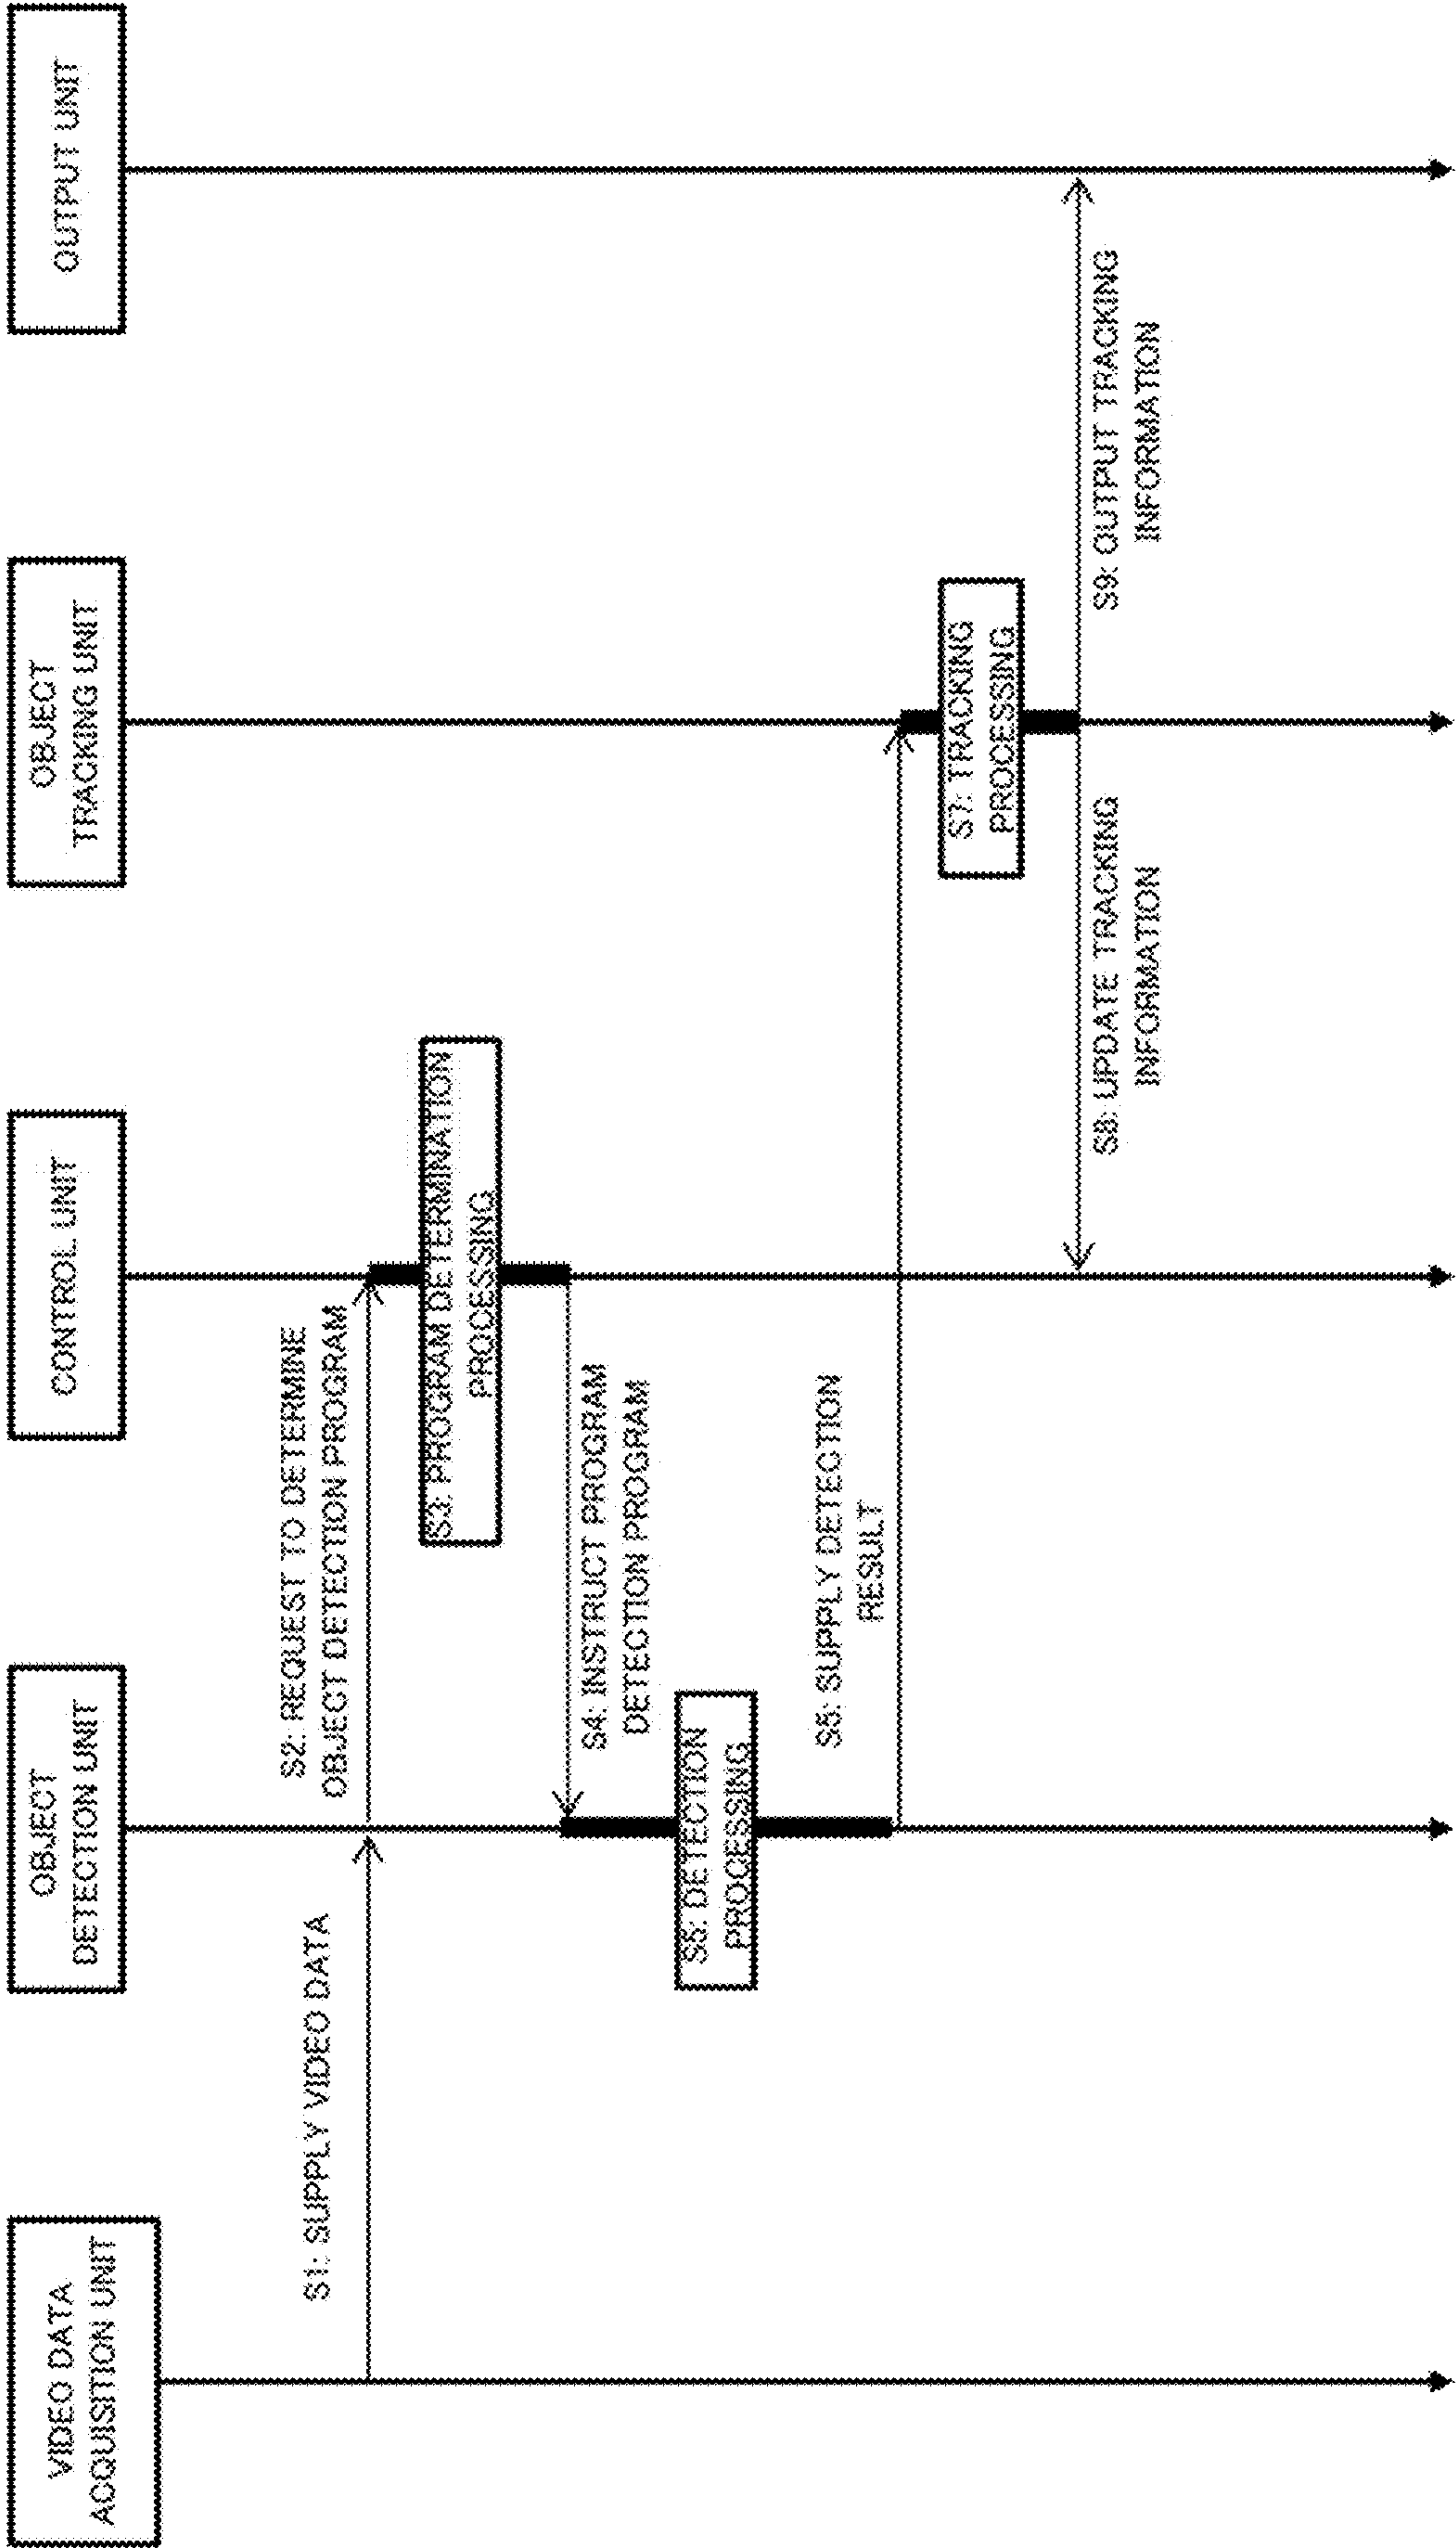 VIDEO DATA
ACQUISITION UNIT
OBJECT
DETECTION UNIT
CONTROL UNIT
OBJECT
TRACKING UNIT
OUTPUT UNIT
S1: SUPPLY VIDEO DATA
S2: REQUEST TO DETERMINE
OBJECT DETECTION PROGRAM
S3: PROGRAM DETERMINATION
PROCESSING
S4: INSTRUCT PROGRAM
DETECTION PROGRAM
S5: DETECTION
PROCESSING
S5: SUPPLY DETECTION
RESULT
S7: TRACKING
PROCESSING
S8: UPDATE TRACKING
INFORMATION
S9: OUTPUT TRACKING
INFORMATION